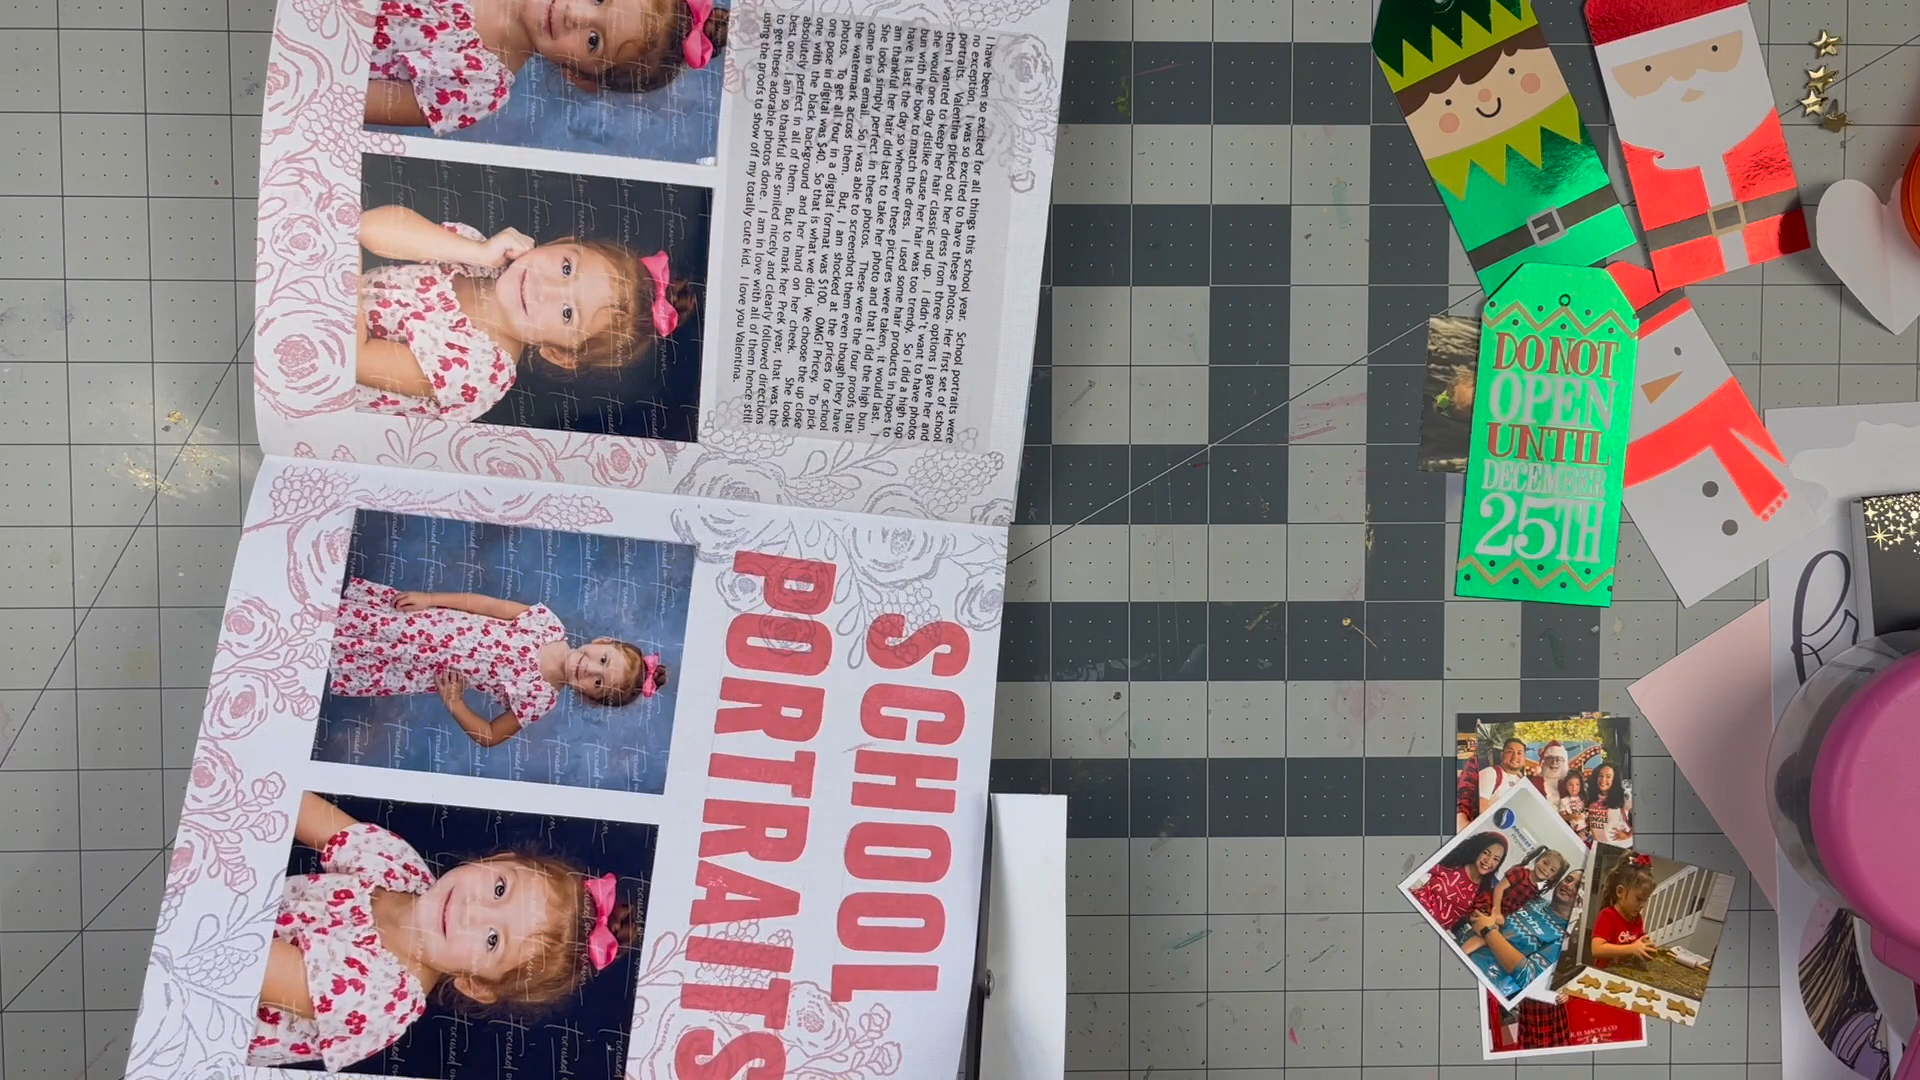 I have been so excited for all things this school year. School portraits were
no exception. I was so excited to have these photos. Her first set of school
portraits. Valentina picked out her dress from three options I gave her and
then I wanted to keep her hair classic and up. I didn't want to have photos
she would one day dislike cause her hair was too trendy. So I did a high top
bun with her bow to match the dress. I used some hair products in hopes to
have it last the day so whenever these pictures were taken, it would last. I
am thankful her hair did last to take her photo and that I did the high bun.
She looks simply perfect in these photos. These were the four proofs that
came in via email. So I was able to screenshot them even though they have
the watermark across them. But, I am shocked at the prices for school
photos. To get all four in a digital format was $100. OMG! Pricey. To pick
one pose in digital was $40. So that is what we did. We choose the up close
one with the black background and her hand on her cheek. She looks
absolutely perfect in all of them. But to mark her PreK year, that was the
best one. I am so thankful she smiled nicely and clearly followed directions
to get these adorable photos done. I am in love with all of them hence still
using the proofs to show off my totally cute kid. I love you Valentina.
SCHOOL
PORTRAITS
DO NOT
OPEN
UNTIL
DECEMBER
25TH